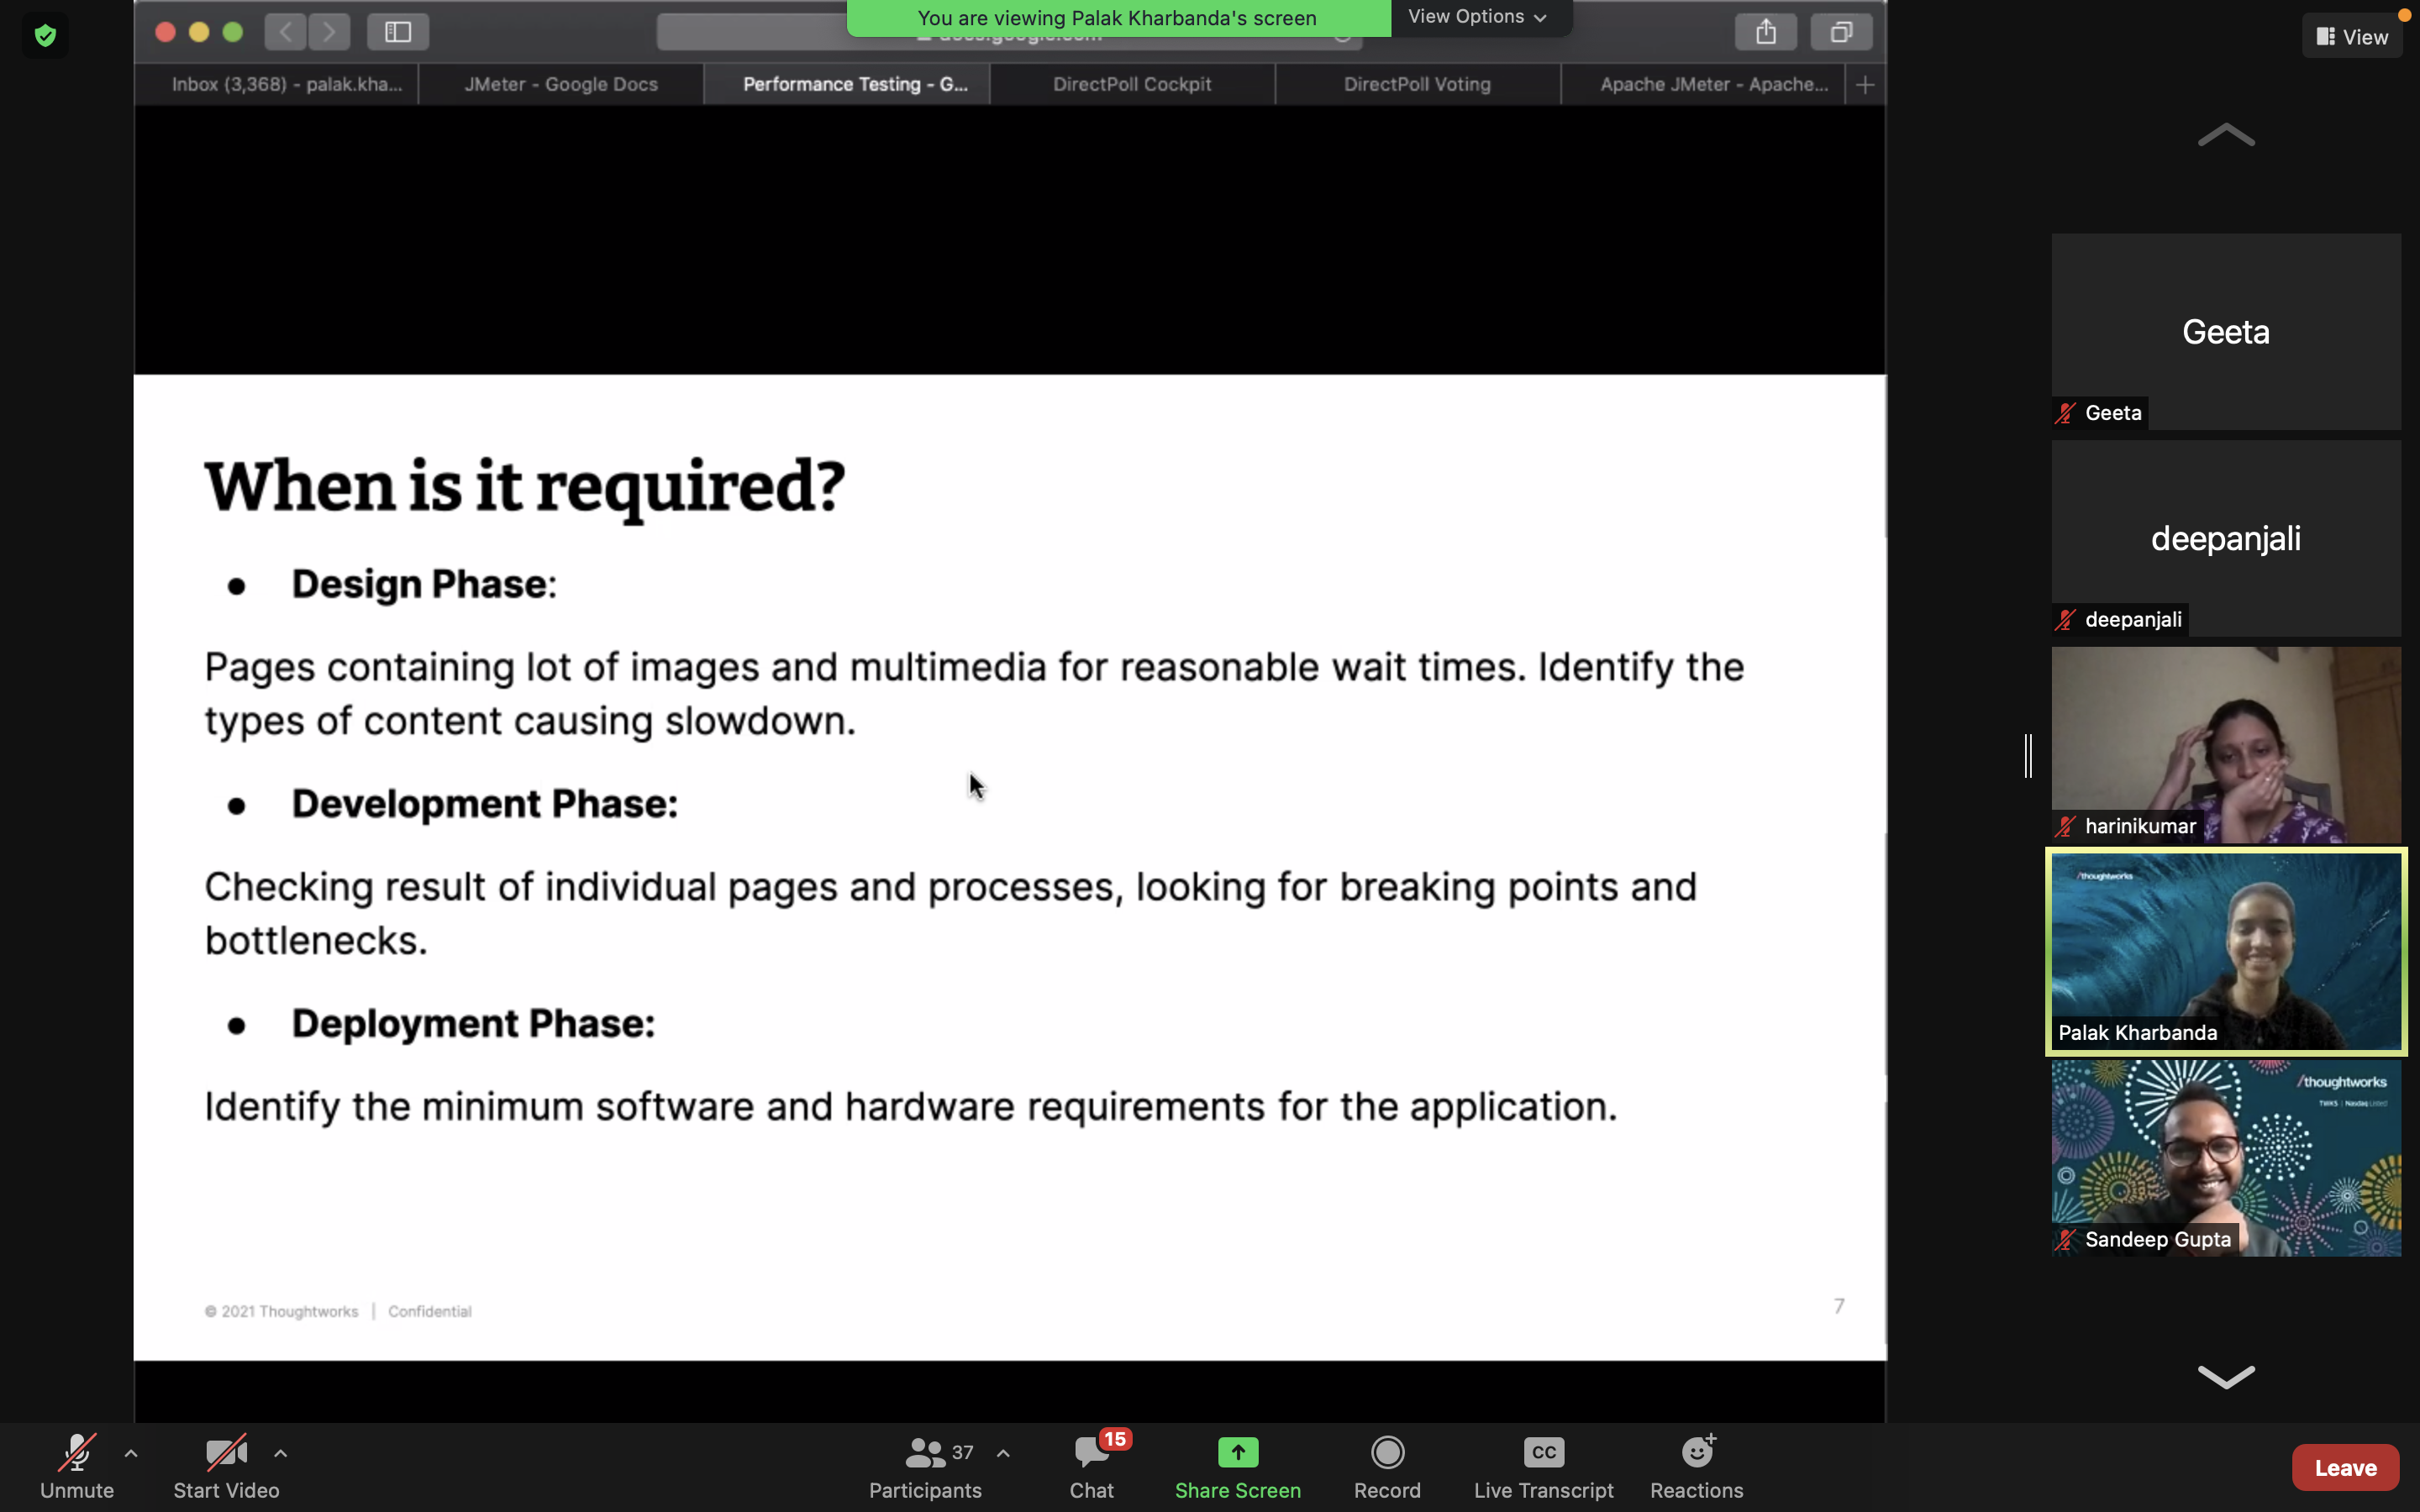 You are viewing Palak Kharbanda's screen
View Options
View
Inbox (3,368) - palak.kha...
JMeter - Google Docs
Performance Testing - G...
DirectPoll Cockpit
DirectPoll Voting
Apache JMeter - Apache...
When is it required?
Design Phase:
Pages containing lot of images and multimedia for reasonable wait times. Identify the
types of content causing slowdown.
Development Phase:
Checking result of individual pages and processes, looking for breaking points and
bottlenecks.
Deployment Phase:
Identify the minimum software and hardware requirements for the application.
© 2021 Thoughtworks | Confidential
7
Geeta
Geeta
deepanjali
deepanjali
harinikumar
/thoughtworks
Palak Kharbanda
/thoughtworks
TWKS | Nasdaq Listed
Sandeep Gupta
Unmute
Start Video
37
Participants
15
Chat
Share Screen
Record
CC
Live Transcript
Reactions
Leave